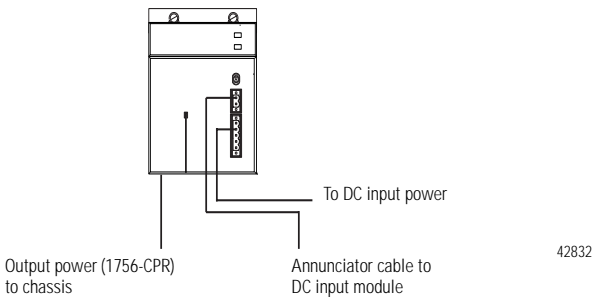 To DC input power
42832
Output power (1756-CPR)
to chassis
Annunciator cable to
DC input module